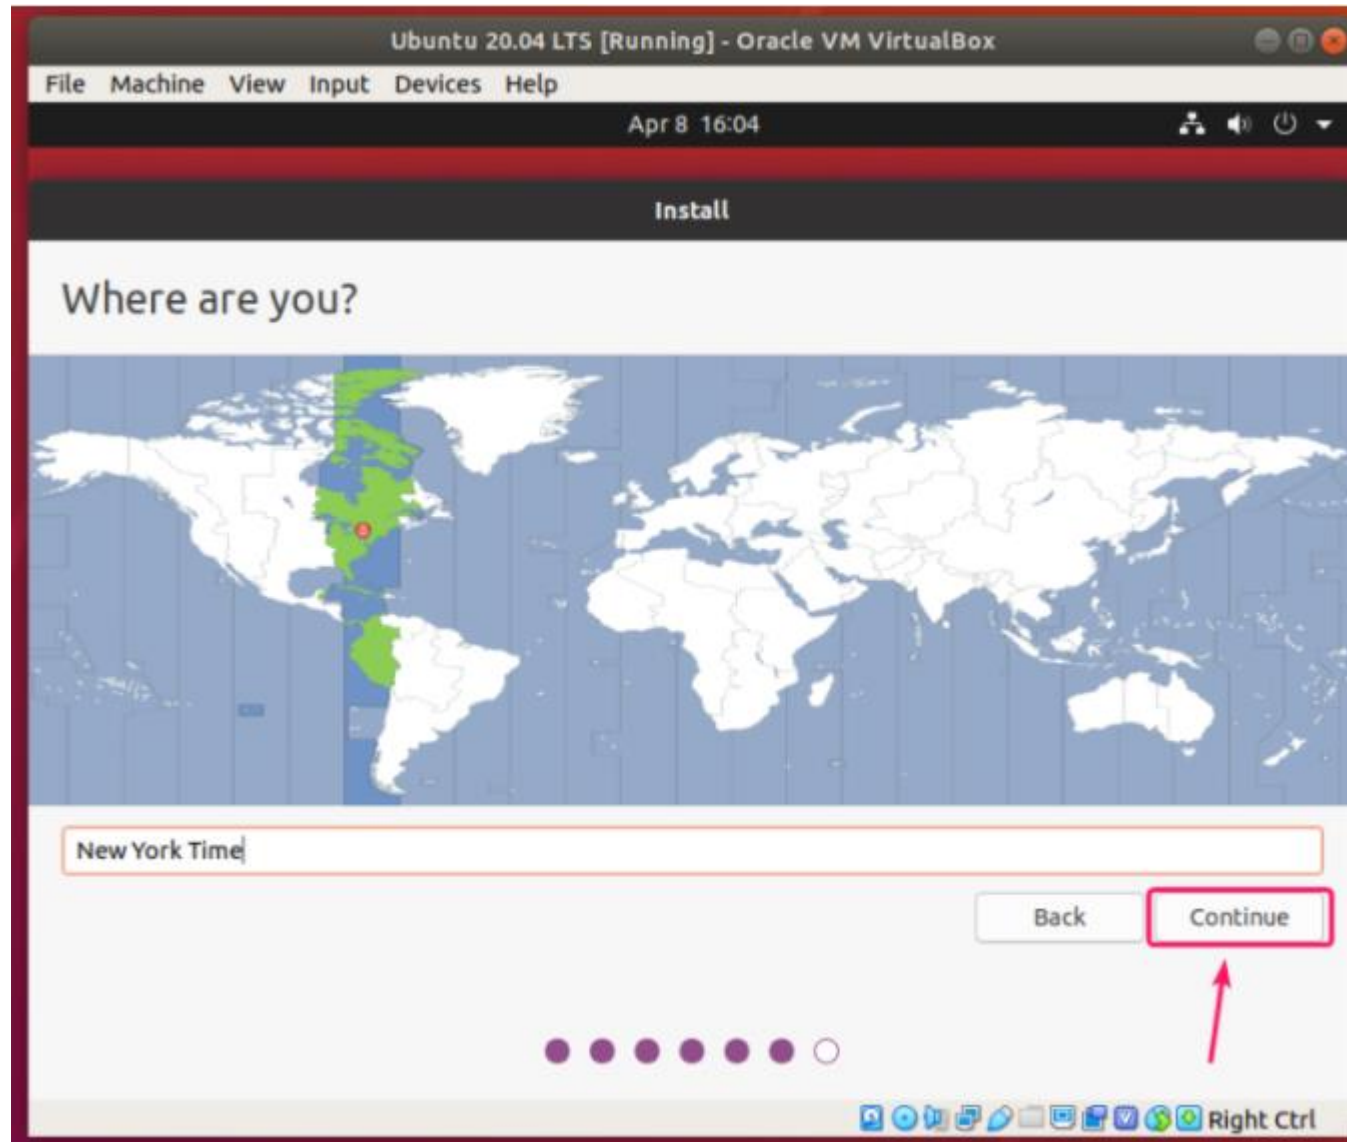 Ubuntu 20.04 LTS [Running] - Oracle VM VirtualBox
File Machine View Input Devices Help
Apr 8 16:04
Install
Where are you?
New York Time
Back Continue
Right Ctrl